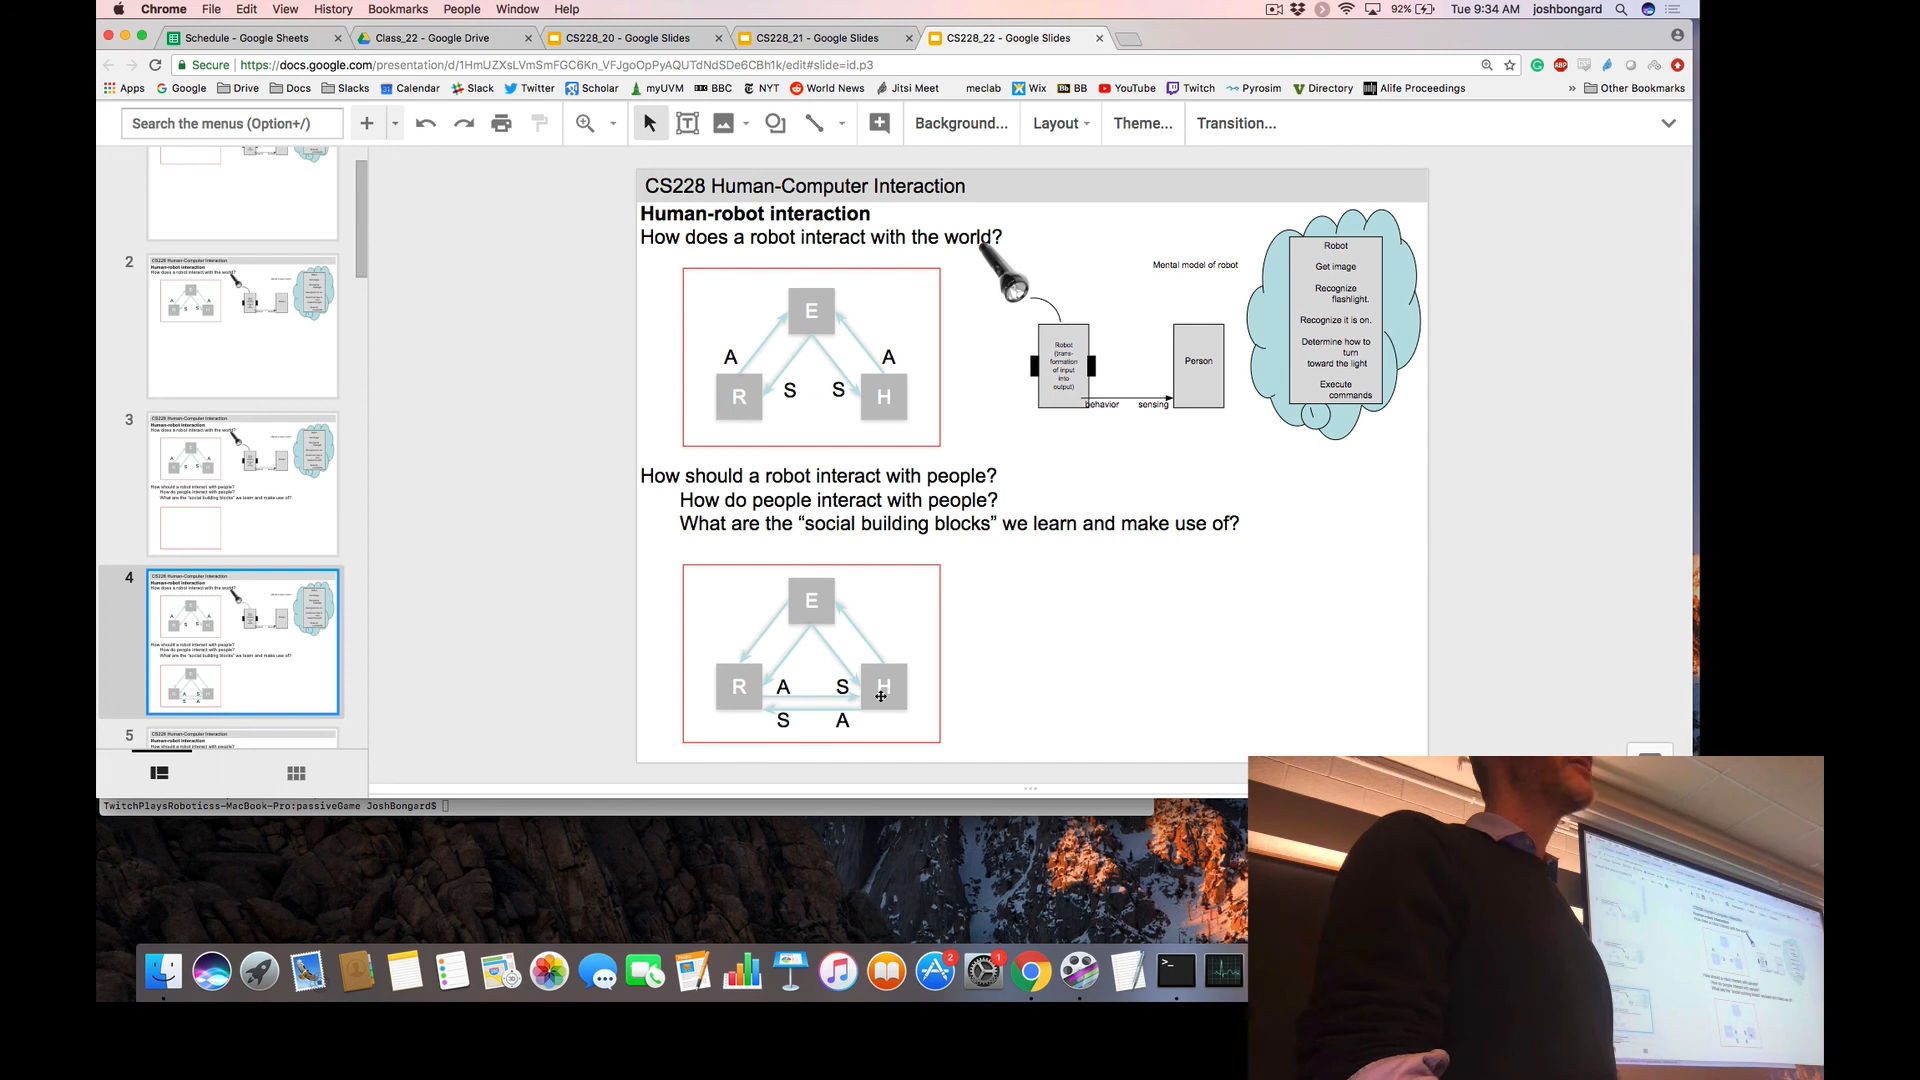 Chrome File Edit View History Bookmarks People Window Help 92% Tue 9:34 AM joshbongard
Schedule - Google Sheets Class_22 - Google Drive CS228_20 - Google Slides CS228_21 - Google Slides CS228_22 - Google Slides
Secure https://docs.google.com/presentation/d/1HmUZXsLVmSmFGC6Kn_VFJgoOpPyAQUTdNdSDe6CBh1k/edit#slide=id.p3
Apps Google Drive Docs Slacks Calendar Slack Twitter Scholar myUVM BBC NYT World News Jitsi Meet meclab Wix BB YouTube Twitch Pyrosim Directory Alife Proceedings » Other Bookmarks
Search the menus (Option+/) Background... Layout Theme... Transition...
2
3
4
5
CS228 Human-Computer Interaction
Human-robot interaction
How does a robot interact with the world?
E
A A
R S S H
Mental model of robot
Robot
(trans-
formation
of input
into
output)
Person
behavior sensing
Robot
Get image
Recognize
flashlight.
Recognize it is on.
Determine how to
turn
toward the light
Execute
commands
How should a robot interact with people?
How do people interact with people?
What are the “social building blocks” we learn and make use of?
E
R A S H
S A
TwitchPlaysRoboticss-MacBook-Pro:passiveGame JoshBongard$
2 1